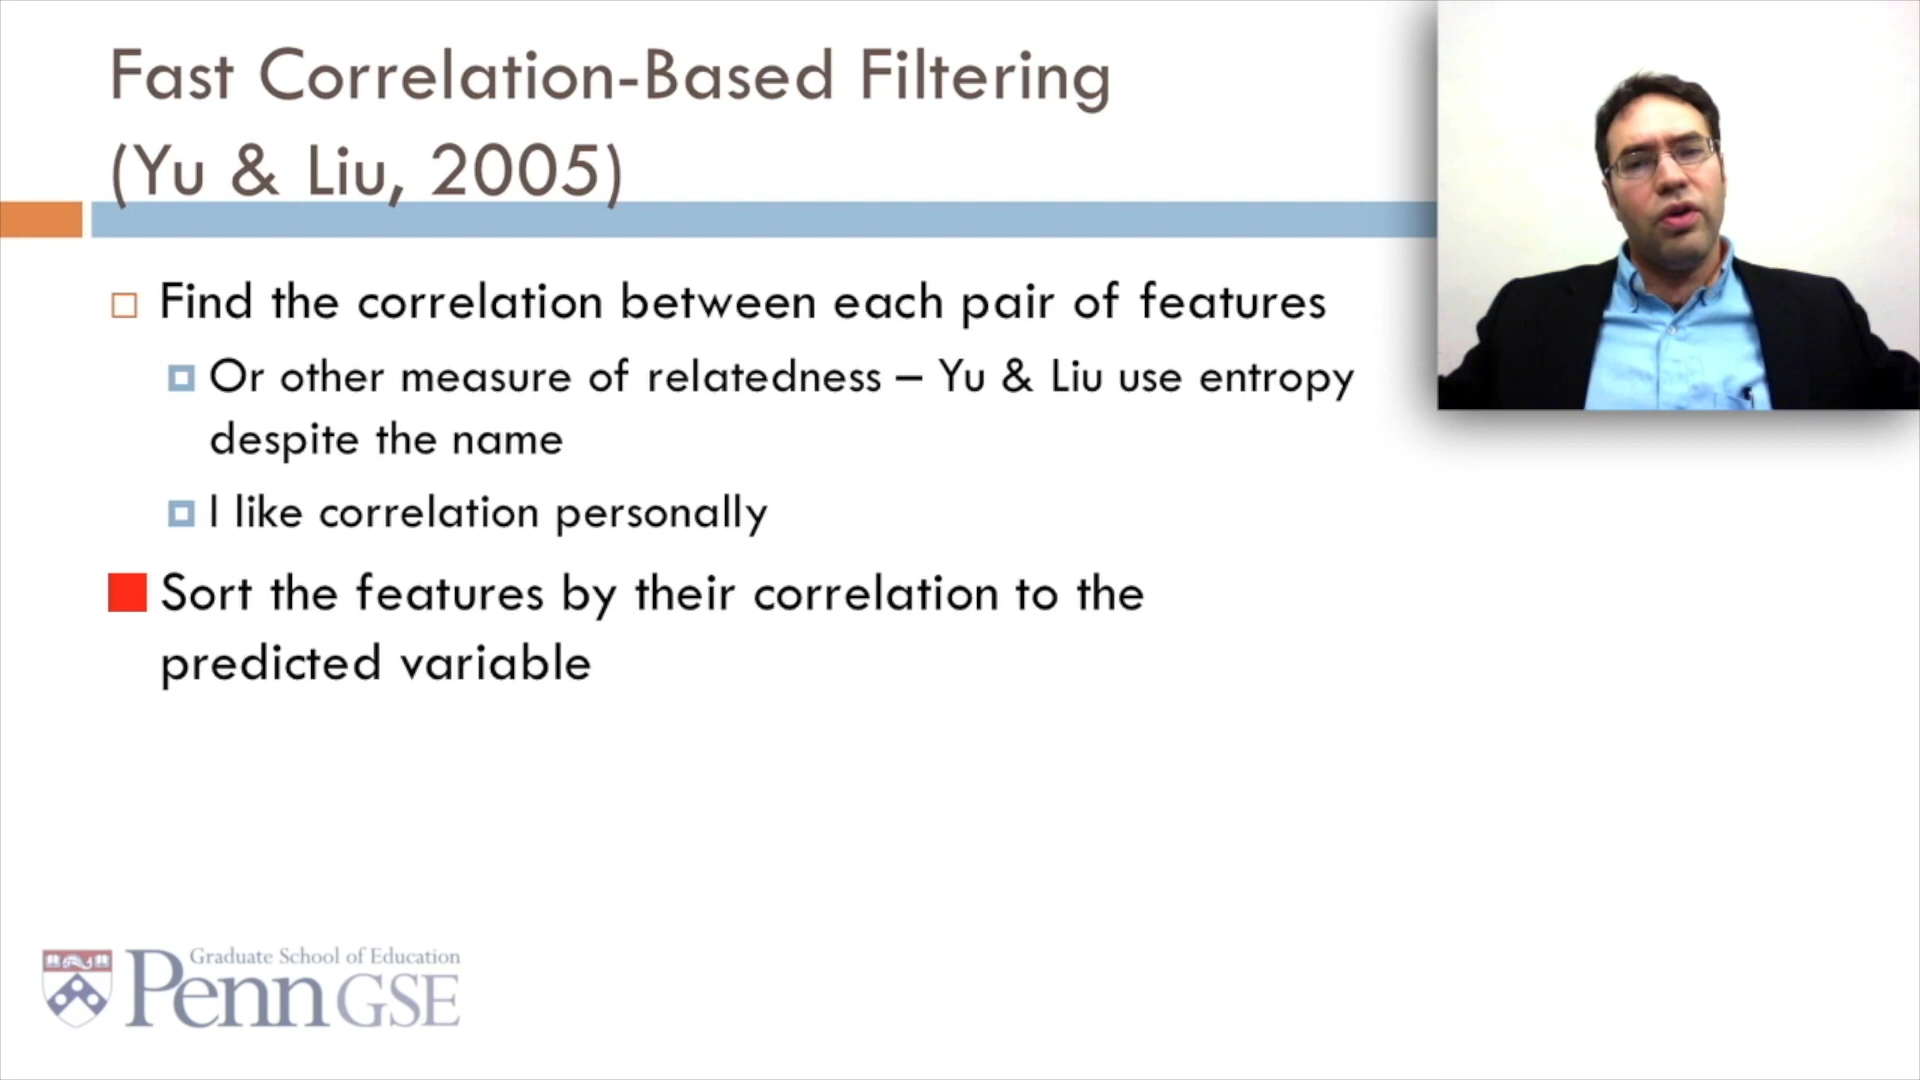 Fast Correlation-Based Filtering
(Yu & Liu, 2005)
Find the correlation between each pair of features
Or other measure of relatedness – Yu & Liu use entropy
despite the name
I like correlation personally
Sort the features by their correlation to the
predicted variable
Graduate School of Education
Penn GSE